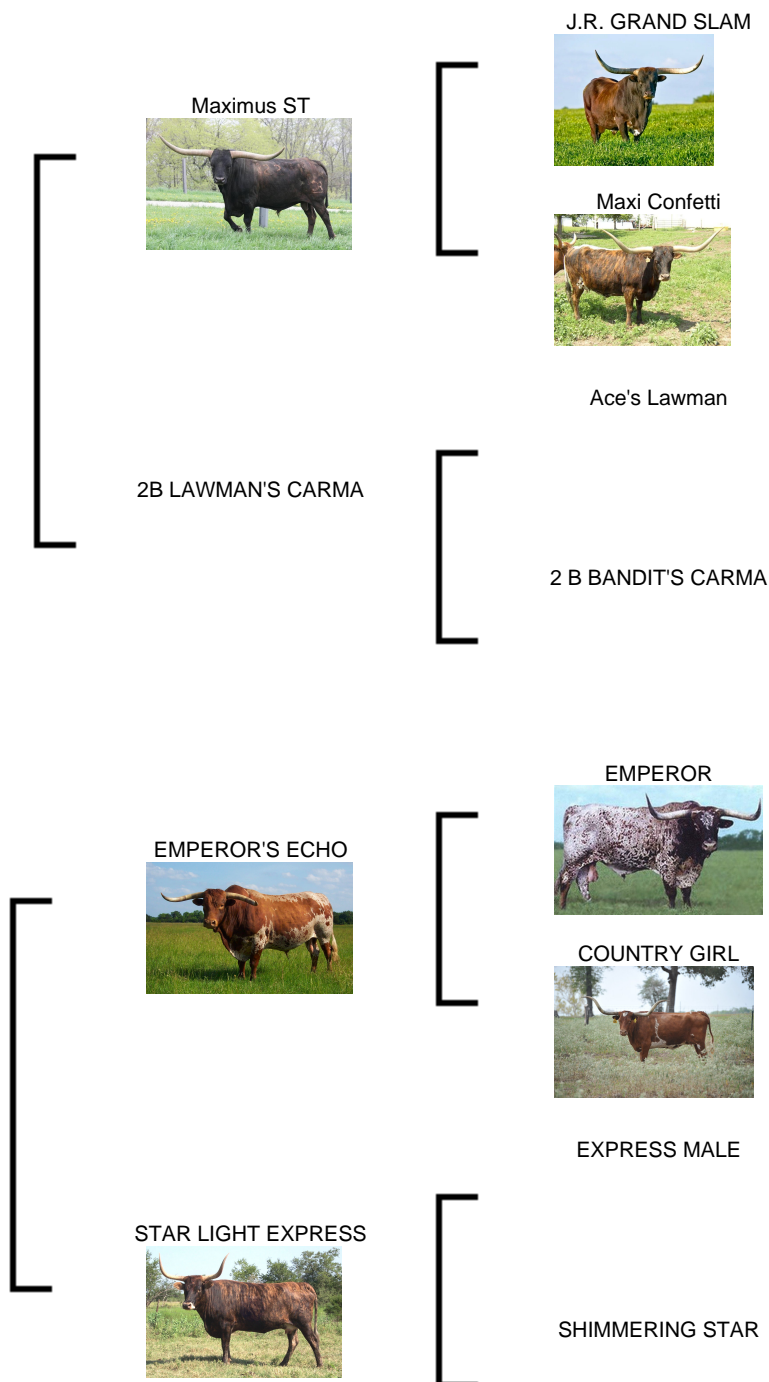 J.R. GRAND SLAM
Maximus ST
Maxi Confetti
Ace's Lawman
2B LAWMAN'S CARMA
2 B BANDIT'S CARMA
EMPEROR
EMPEROR'S ECHO
COUNTRY GIRL
EXPRESS MALE
STAR LIGHT EXPRESS
SHIMMERING STAR